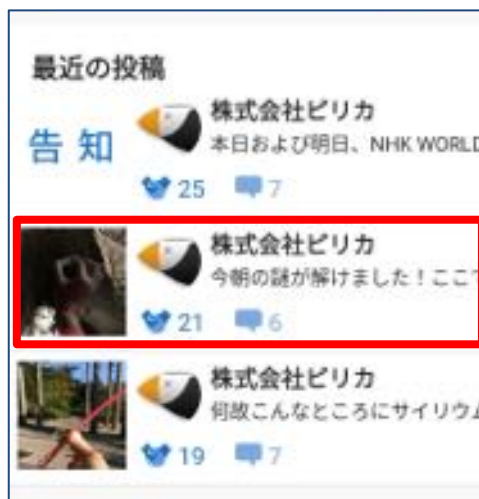 最近の投稿
告知
株式会社ピリカ
本日および明日、NHK WORLD
25 7
株式会社ピリカ
今朝の謎が解けました！ここで
21 6
株式会社ピリカ
何故こんなところにサイリウム
19 7